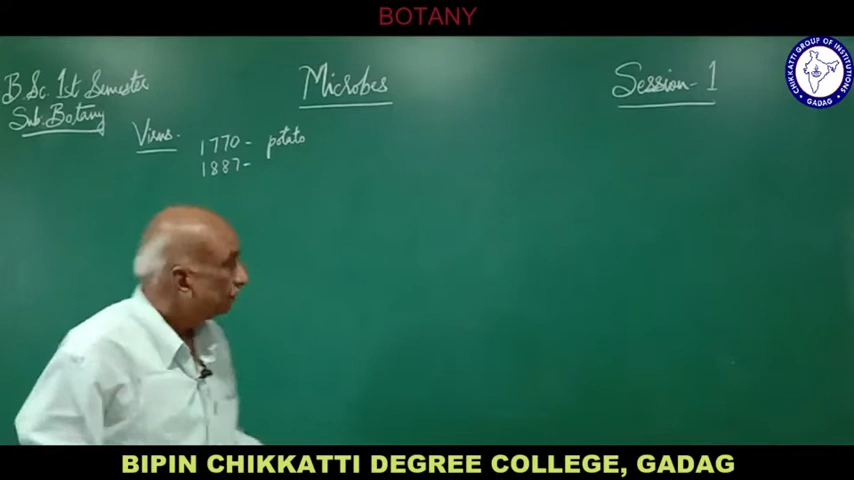 BOTANY
B.Sc. 1st Semester
Sub. Botany
Microbes
Session-1
CHIKKATTI GROUP OF INSTITUTIONS
GADAG
Virus-
1770- potato
1887-
BIPIN CHIKKATTI DEGREE COLLEGE, GADAG